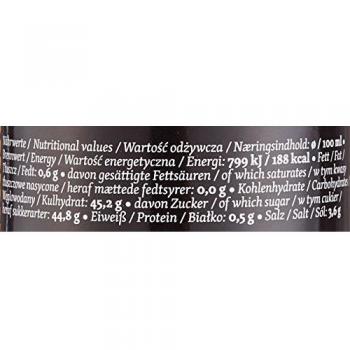 Nährwerte / Nutritional values / Wartość odżywcza / Næringsindhold: ø / 100 ml •
Brennwert / Energy / Wartość energetyczna / Energi: 799 kJ / 188 kcal • Fett / Fat /
Tłuszcz / Fedt: 0,6 g • davon gesättigte Fettsäuren / of which saturates / w tym kwasy
tłuszczowe nasycone / heraf mættede fedtsyrer: 0,0 g • Kohlenhydrate / Carbohydrates
Węglowodany / Kulhydrat: 45,2 g • davon Zucker / of which sugar / w tym cukier /
heraf sukkerarter: 44,8 g • Eiweiß / Protein / Białko: 0,5 g • Salz / Salt / Sól: 3,6 g